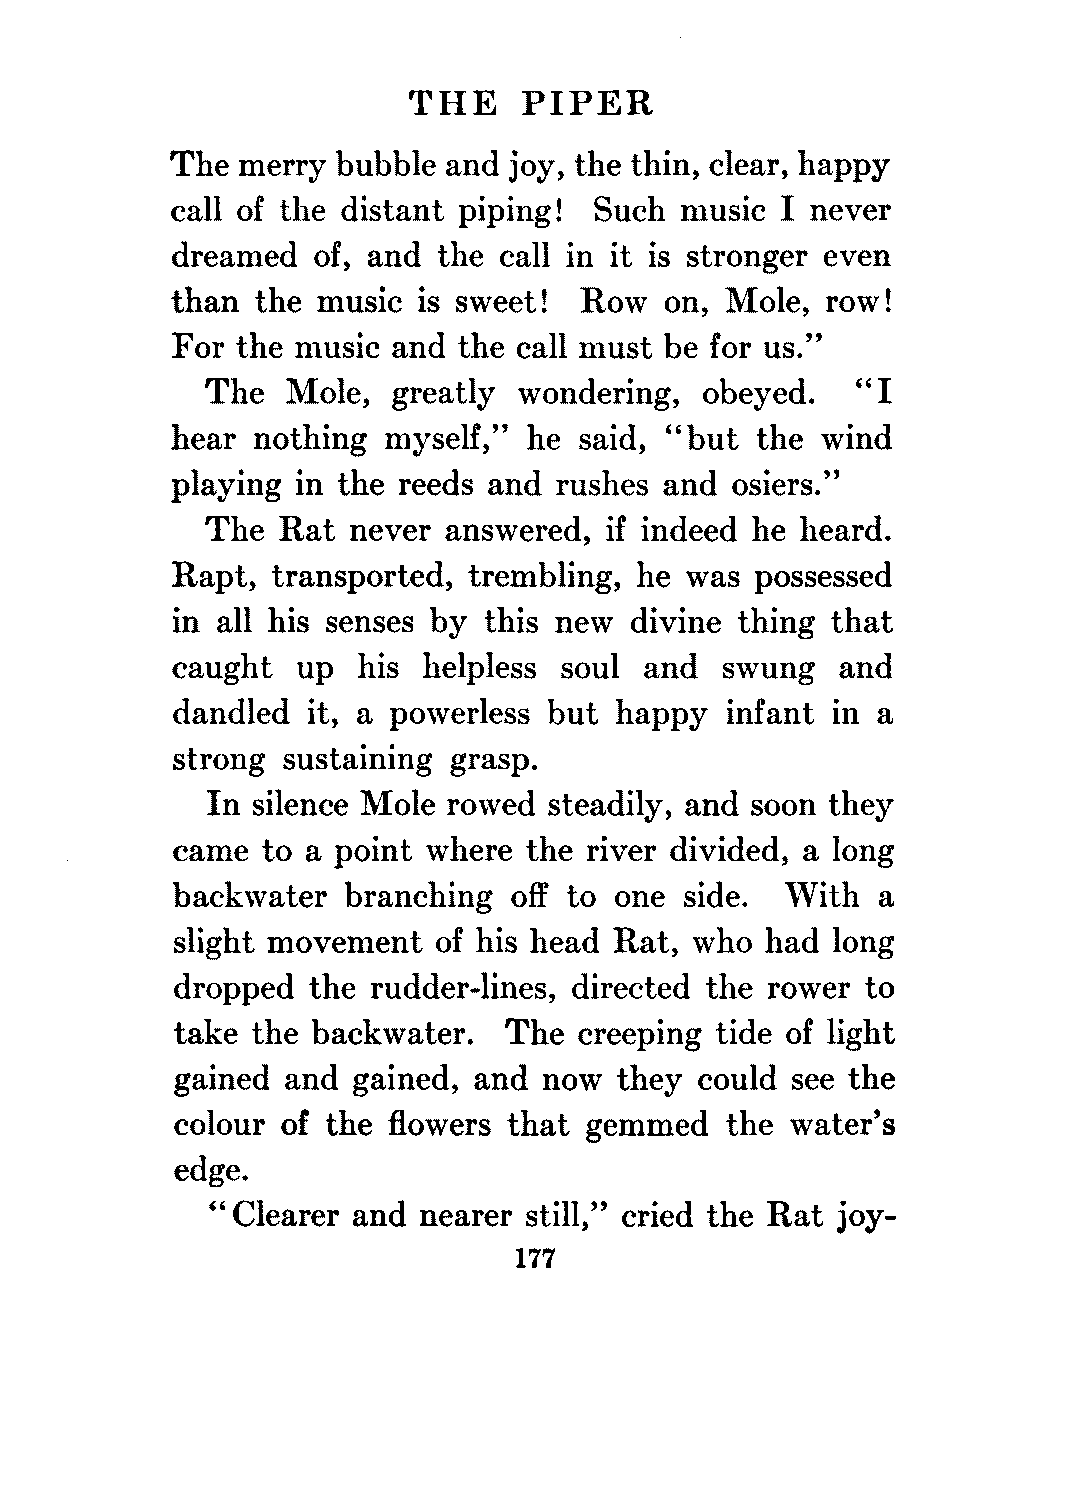 THE PIPER
The merry bubble and joy, the thin, clear, happy
call of the distant piping! Such music I never
dreamed of, and the call in it is stronger even
than the music is sweet! Row on, Mole, row!
For the music and the call must be for us.”
The Mole, greatly wondering, obeyed. “I
hear nothing myself,” he said, “but the wind
playing in the reeds and rushes and osiers.”
The Rat never answered, if indeed he heard.
Rapt, transported, trembling, he was possessed
in all his senses by this new divine thing that
caught up his helpless soul and swung and
dandled it, a powerless but happy infant in a
strong sustaining grasp.
In silence Mole rowed steadily, and soon they
came to a point where the river divided, a long
backwater branching off to one side. With a
slight movement of his head Rat, who had long
dropped the rudder-lines, directed the rower to
take the backwater. The creeping tide of light
gained and gained, and now they could see the
colour of the flowers that gemmed the water’s
edge.
“Clearer and nearer still,” cried the Rat joy-
177